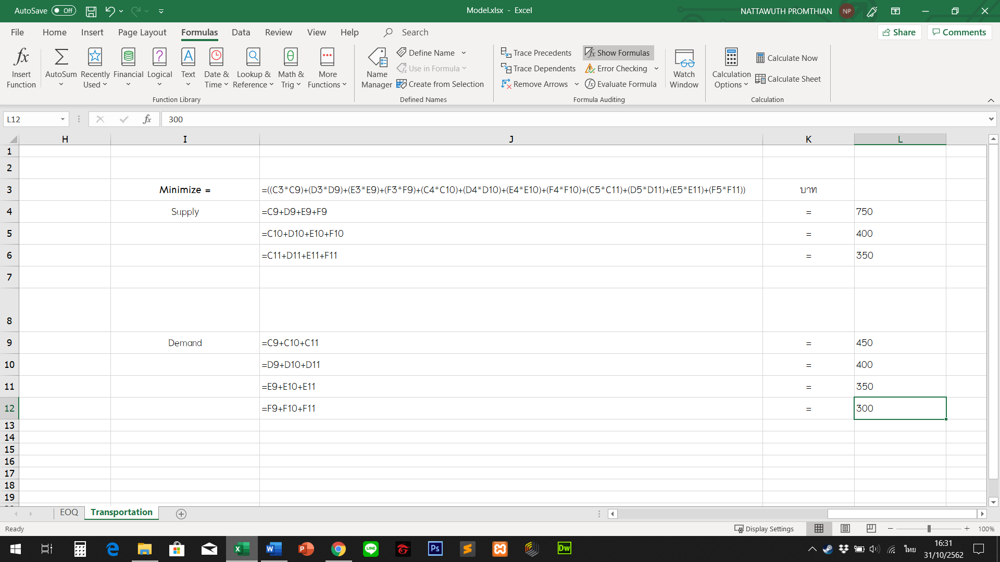 AutoSave Off Model.xlsx - Excel NATTAWUTH PROMTHIAN NP
File Home Insert Page Layout Formulas Data Review View Help Search Share Comments
Insert Function
AutoSum
Recently Used
Financial
Logical
Text
Date & Time
Lookup & Reference
Math & Trig
More Functions
Function Library
Name Manager
Define Name
Use in Formula
Create from Selection
Defined Names
Trace Precedents
Trace Dependents
Remove Arrows
Show Formulas
Error Checking
Evaluate Formula
Formula Auditing
Watch Window
Calculation Options
Calculate Now
Calculate Sheet
Calculation
L12 fx 300
H I J K L
1
2
3 Minimize = =((C3*C9)+(D3*D9)+(E3*E9)+(F3*F9)+(C4*C10)+(D4*D10)+(E4*E10)+(F4*F10)+(C5*C11)+(D5*D11)+(E5*E11)+(F5*F11)) บาท
4 Supply =C9+D9+E9+F9 = 750
5 =C10+D10+E10+F10 = 400
6 =C11+D11+E11+F11 = 350
7
8
9 Demand =C9+C10+C11 = 450
10 =D9+D10+D11 = 400
11 =E9+E10+E11 = 350
12 =F9+F10+F11 = 300
13
14
15
16
17
18
19
EOQ Transportation
Ready Display Settings 100%
ไทย 16:31
31/10/2562